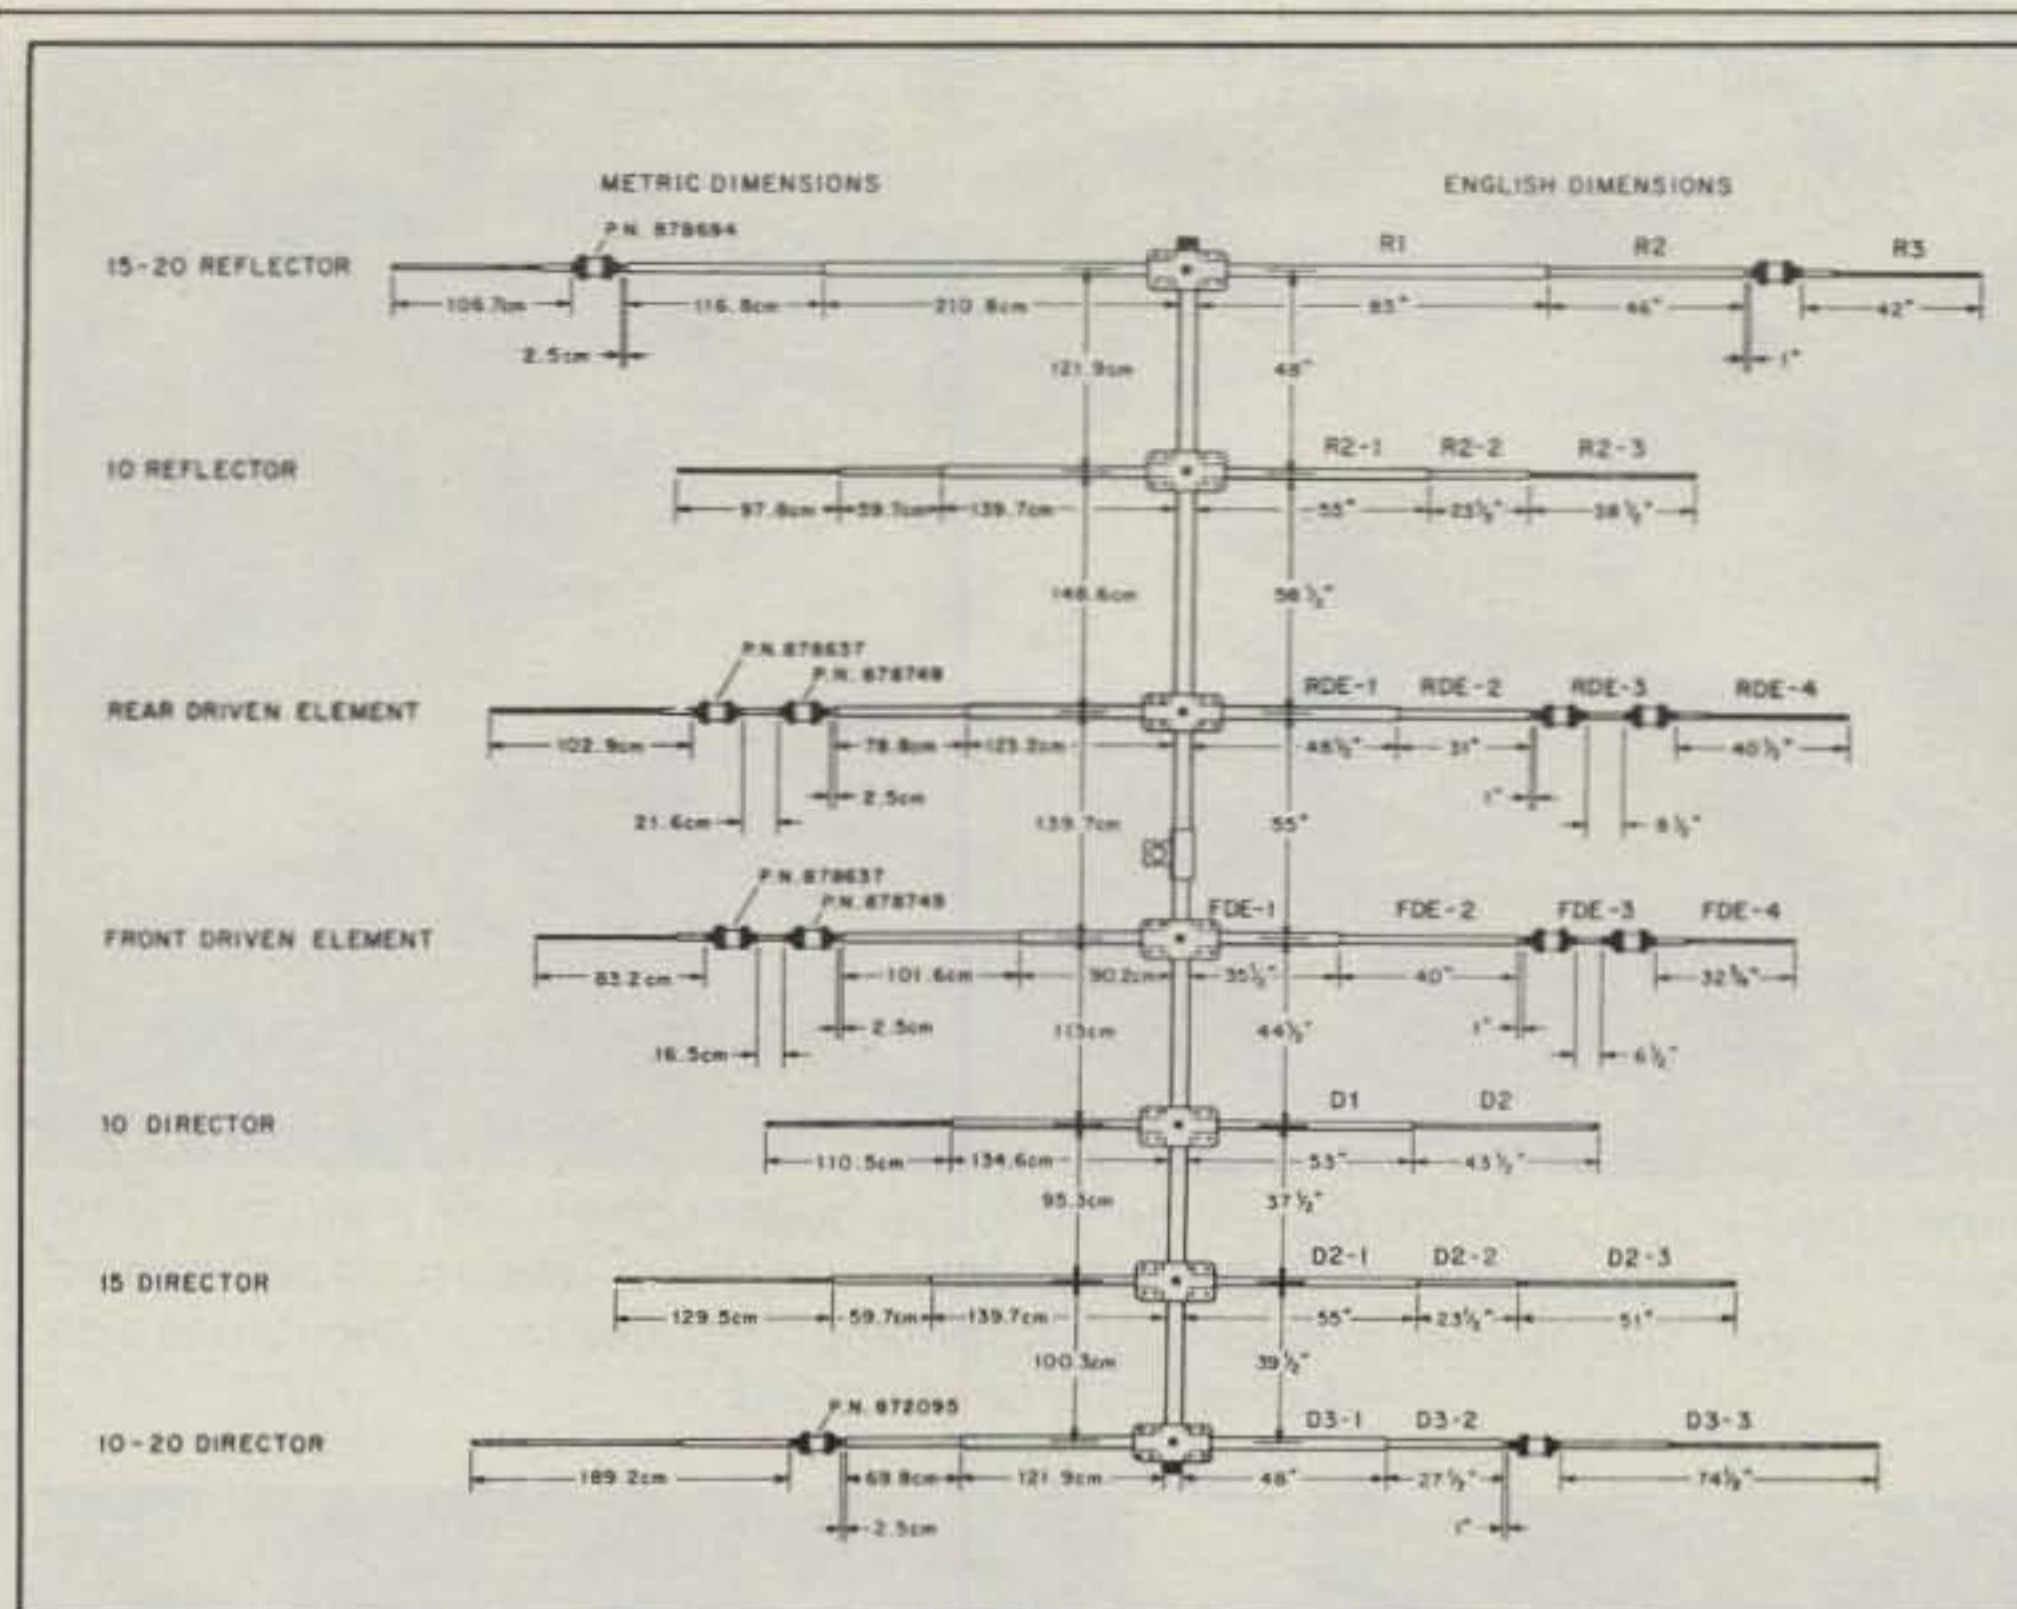 METRIC DIMENSIONS ENGLISH DIMENSIONS
P.N. 878694
15-20 REFLECTOR R1 R2 R3
106.7cm 116.8cm 210.8cm 83" 46" 42"
2.5cm 121.9cm 48" 1"
10 REFLECTOR R2-1 R2-2 R2-3
97.8cm 59.7cm 139.7cm 55" 23½" 38½"
148.6cm 58½"
P.N. 878637
P.N. 878749
REAR DRIVEN ELEMENT RDE-1 RDE-2 RDE-3 RDE-4
102.9cm 78.8cm 123.2cm 48½" 31" 40½"
2.5cm 1"
21.6cm 139.7cm 55" 8½"
P.N. 878637
P.N. 878749
FRONT DRIVEN ELEMENT FDE-1 FDE-2 FDE-3 FDE-4
83.2cm 101.6cm 90.2cm 35½" 40"
2.5cm 113cm 44½" 1"
16.5cm 6½"
10 DIRECTOR D1 D2
110.5cm 134.6cm 53" 43½"
95.3cm 37½"
15 DIRECTOR D2-1 D2-2 D2-3
129.5cm 59.7cm 139.7cm 55" 23½" 51"
100.3cm 39½"
P.N. 872095
10-20 DIRECTOR D3-1 D3-2 D3-3
189.2cm 69.8cm 121.9cm 48" 27½" 74½"
2.5cm 1"